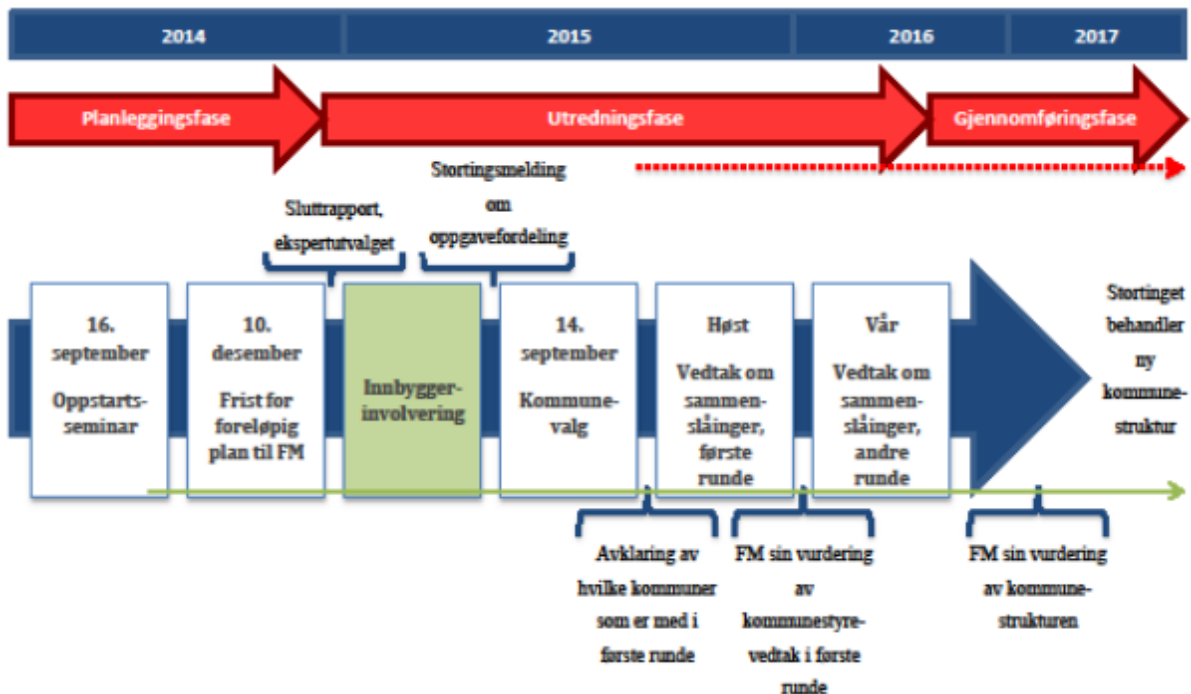 2014
2015
2016
2017
Planleggingsfase
Utredningsfase
Gjennomføringsfase
Sluttrapport,
ekspertutvalget
Stortingsmelding
om
oppgavefordeling
16.
september
Oppstarts-
seminar
10.
desember
Frist for
foreløpig
plan til FM
Innbygger-
involvering
14.
september
Kommune-
valg
Høst
Vedtak om
sammen-
slåinger,
første
runde
Vår
Vedtak om
sammen-
slåinger,
andre
runde
Stortinget
behandler
ny
kommune-
struktur
Avklaring av
hvilke kommuner
som er med i
første runde
FM sin vurdering
av
kommunestyre-
vedtak i første
runde
FM sin vurdering
av kommune-
strukturen